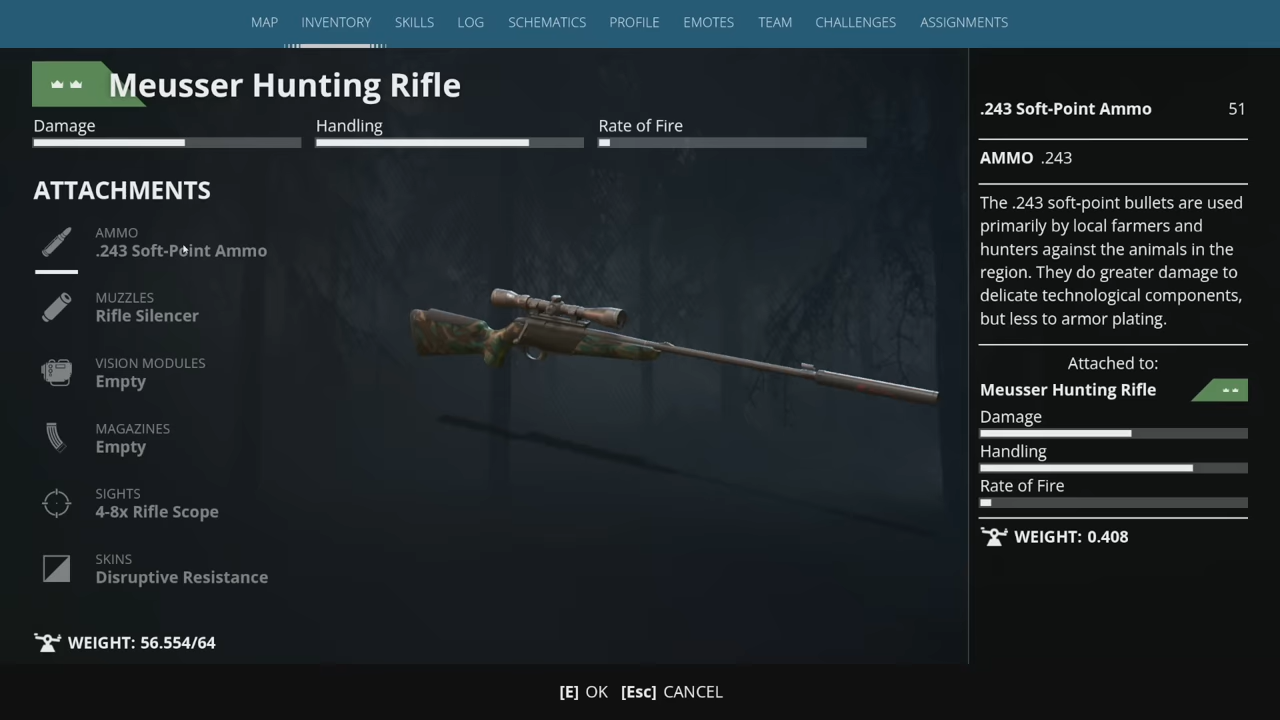 MAP INVENTORY SKILLS LOG SCHEMATICS PROFILE EMOTES TEAM CHALLENGES ASSIGNMENTS
Meusser Hunting Rifle
Damage Handling Rate of Fire
ATTACHMENTS
AMMO
.243 Soft-Point Ammo
MUZZLES
Rifle Silencer
VISION MODULES
Empty
MAGAZINES
Empty
SIGHTS
4-8x Rifle Scope
SKINS
Disruptive Resistance
WEIGHT: 56.554/64
.243 Soft-Point Ammo 51
AMMO .243
The .243 soft-point bullets are used
primarily by local farmers and
hunters against the animals in the
region. They do greater damage to
delicate technological components,
but less to armor plating.
Attached to:
Meusser Hunting Rifle
Damage
Handling
Rate of Fire
WEIGHT: 0.408
[E] OK [Esc] CANCEL